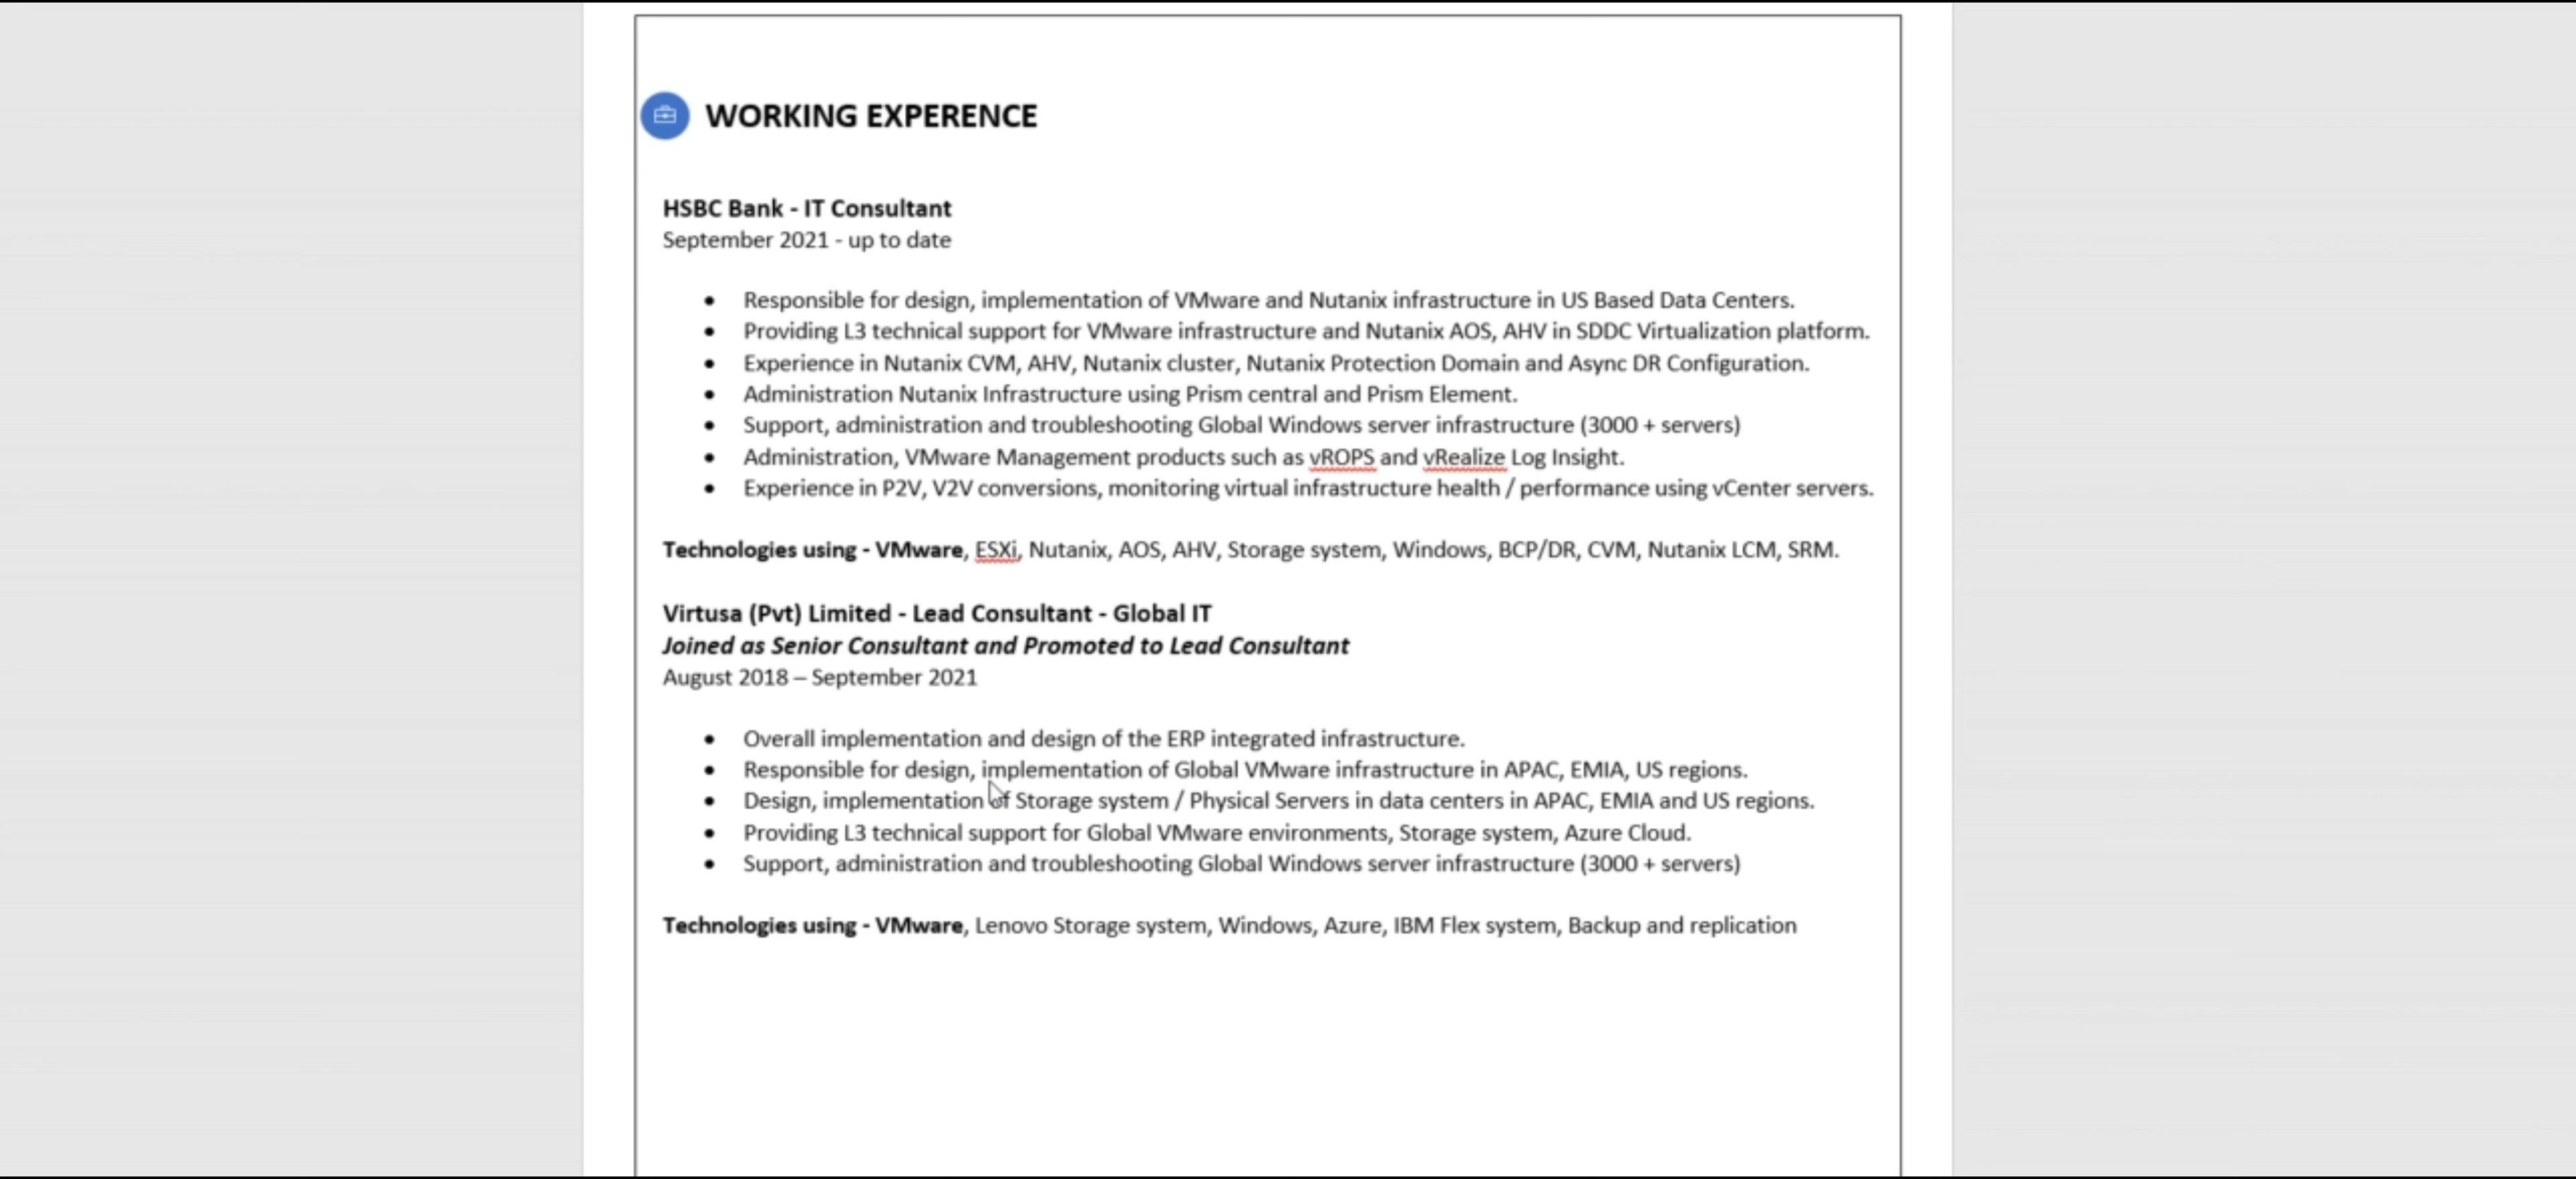 WORKING EXPERENCE
HSBC Bank - IT Consultant
September 2021 - up to date
• Responsible for design, implementation of VMware and Nutanix infrastructure in US Based Data Centers.
• Providing L3 technical support for VMware infrastructure and Nutanix AOS, AHV in SDDC Virtualization platform.
• Experience in Nutanix CVM, AHV, Nutanix cluster, Nutanix Protection Domain and Async DR Configuration.
• Administration Nutanix Infrastructure using Prism central and Prism Element.
• Support, administration and troubleshooting Global Windows server infrastructure (3000 + servers)
• Administration, VMware Management products such as vROPS and vRealize Log Insight.
• Experience in P2V, V2V conversions, monitoring virtual infrastructure health / performance using vCenter servers.
Technologies using - VMware, ESXi, Nutanix, AOS, AHV, Storage system, Windows, BCP/DR, CVM, Nutanix LCM, SRM.
Virtusa (Pvt) Limited - Lead Consultant - Global IT
Joined as Senior Consultant and Promoted to Lead Consultant
August 2018 – September 2021
• Overall implementation and design of the ERP integrated infrastructure.
• Responsible for design, implementation of Global VMware infrastructure in APAC, EMIA, US regions.
• Design, implementation of Storage system / Physical Servers in data centers in APAC, EMIA and US regions.
• Providing L3 technical support for Global VMware environments, Storage system, Azure Cloud.
• Support, administration and troubleshooting Global Windows server infrastructure (3000 + servers)
Technologies using - VMware, Lenovo Storage system, Windows, Azure, IBM Flex system, Backup and replication